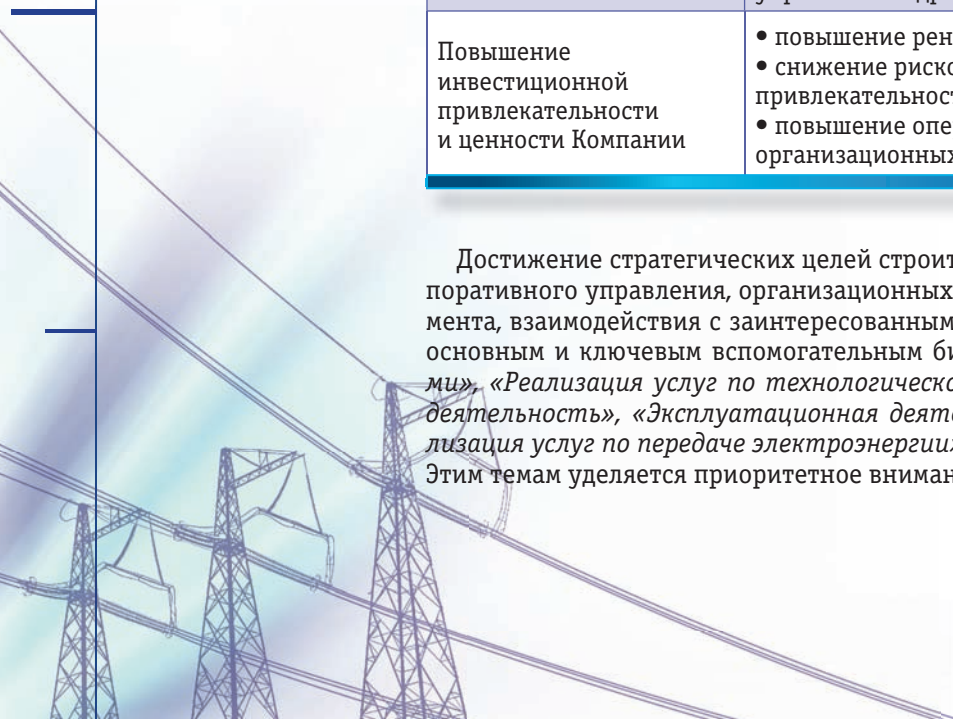 Повышение
инвестиционной
привлекательности
и ценности Компании
• повышение рен
• снижение риско
привлекательност
• повышение опе
организационных
Достижение стратегических целей строит
поративного управления, организационных
мента, взаимодействия с заинтересованным
основным и ключевым вспомогательным би
ми», «Реализация услуг по технологическо
деятельность», «Эксплуатационная деяте
лизация услуг по передаче электроэнергии»
Этим темам уделяется приоритетное вниман